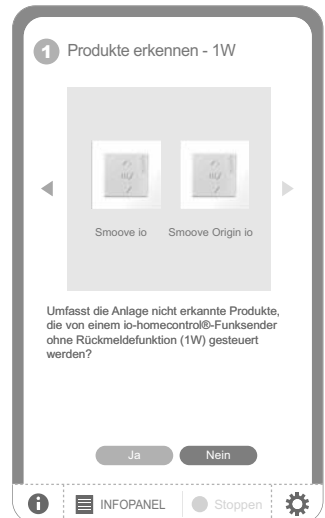 1 Produkte erkennen - 1W
Smoove io Smoove Origin io
Umfasst die Anlage nicht erkannte Produkte,
die von einem io-homecontrol®-Funksender
ohne Rückmeldefunktion (1W) gesteuert
werden?
Ja Nein
i INFOPANEL Stoppen